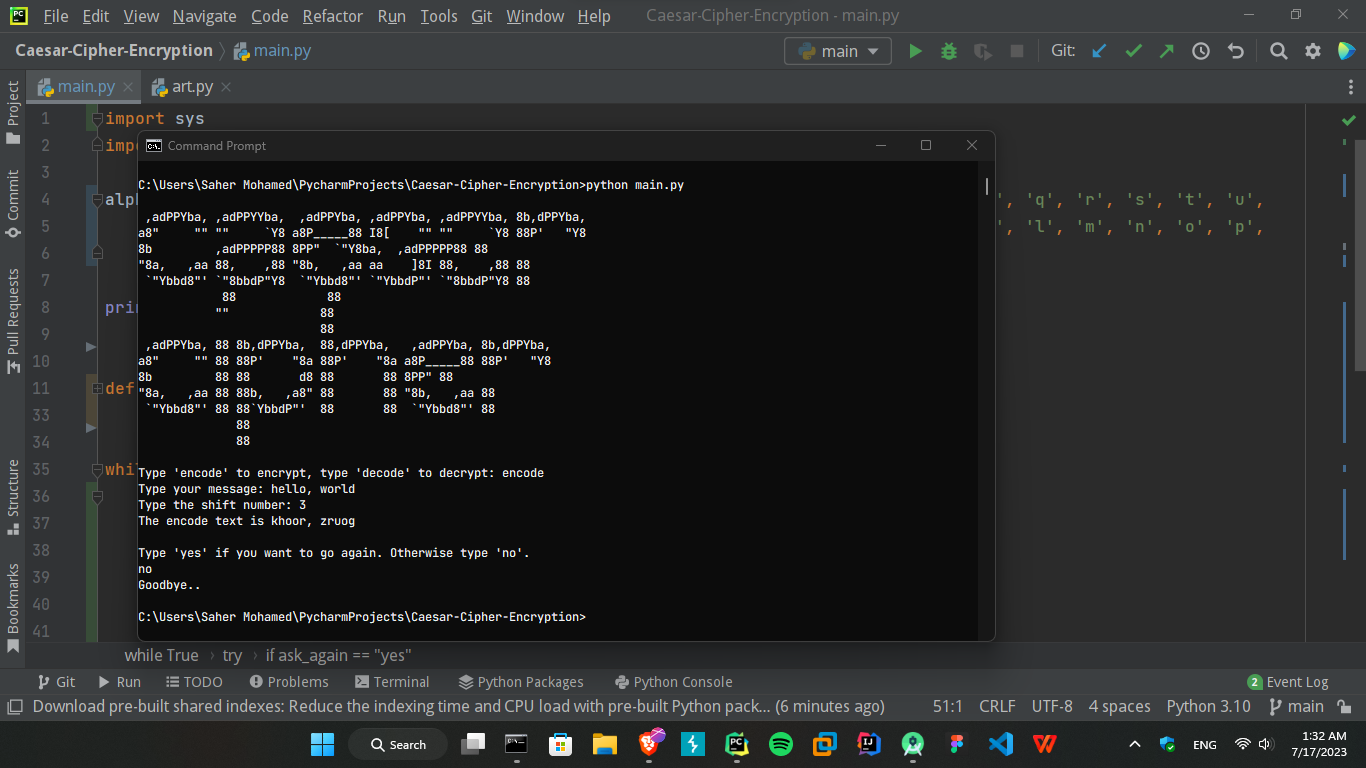 File Edit View Navigate Code Refactor Run Tools Git Window Help Caesar-Cipher-Encryption - main.py
Caesar-Cipher-Encryption main.py main Git:
main.py art.py
Project
Commit
Pull Requests
Structure
Bookmarks
1 import sys
2
3
4 'q', 'r', 's', 't', 'u',
5 'l', 'm', 'n', 'o', 'p',
6
7
8
9
10
11 def
33
34
35
36
37
38
39
40
41
Command Prompt
C:\Users\Saher Mohamed\PycharmProjects\Caesar-Cipher-Encryption>python main.py
 ,adPPYba, ,adPPYYba,  ,adPPYba, ,adPPYba, ,adPPYYba, 8b,dPPYba,
a8"     "" ""     `Y8 a8P_____88 I8[    "" ""     `Y8 88P'   "Y8
8b         ,adPPPPP88 8PP"  `"Y8ba,  ,adPPPPP88 88
"8a,   ,aa 88,    ,88 "8b,   ,aa aa    ]8I 88,    ,88 88
 `"Ybbd8"' `"8bbdP"Y8  `"Ybbd8"' `"YbbdP"' `"8bbdP"Y8 88
            88             88
           ""             88
                          88
 ,adPPYba, 88 8b,dPPYba,  88,dPPYba,   ,adPPYba, 8b,dPPYba,
a8"     "" 88 88P'    "8a 88P'    "8a a8P_____88 88P'   "Y8
8b         88 88       d8 88       88 8PP" 88
"8a,   ,aa 88 88b,   ,a8" 88       88 "8b,   ,aa 88
 `"Ybbd8"' 88 88`YbbdP"'  88       88  `"Ybbd8"' 88
              88
              88
Type 'encode' to encrypt, type 'decode' to decrypt: encode
Type your message: hello, world
Type the shift number: 3
The encode text is khoor, zruog
Type 'yes' if you want to go again. Otherwise type 'no'.
no
Goodbye..
C:\Users\Saher Mohamed\PycharmProjects\Caesar-Cipher-Encryption>
while True try if ask_again == "yes"
Git Run TODO Problems Terminal Python Packages Python Console 2 Event Log
Download pre-built shared indexes: Reduce the indexing time and CPU load with pre-built Python pack... (6 minutes ago) 51:1 CRLF UTF-8 4 spaces Python 3.10 main
Search ENG 1:32 AM
7/17/2023